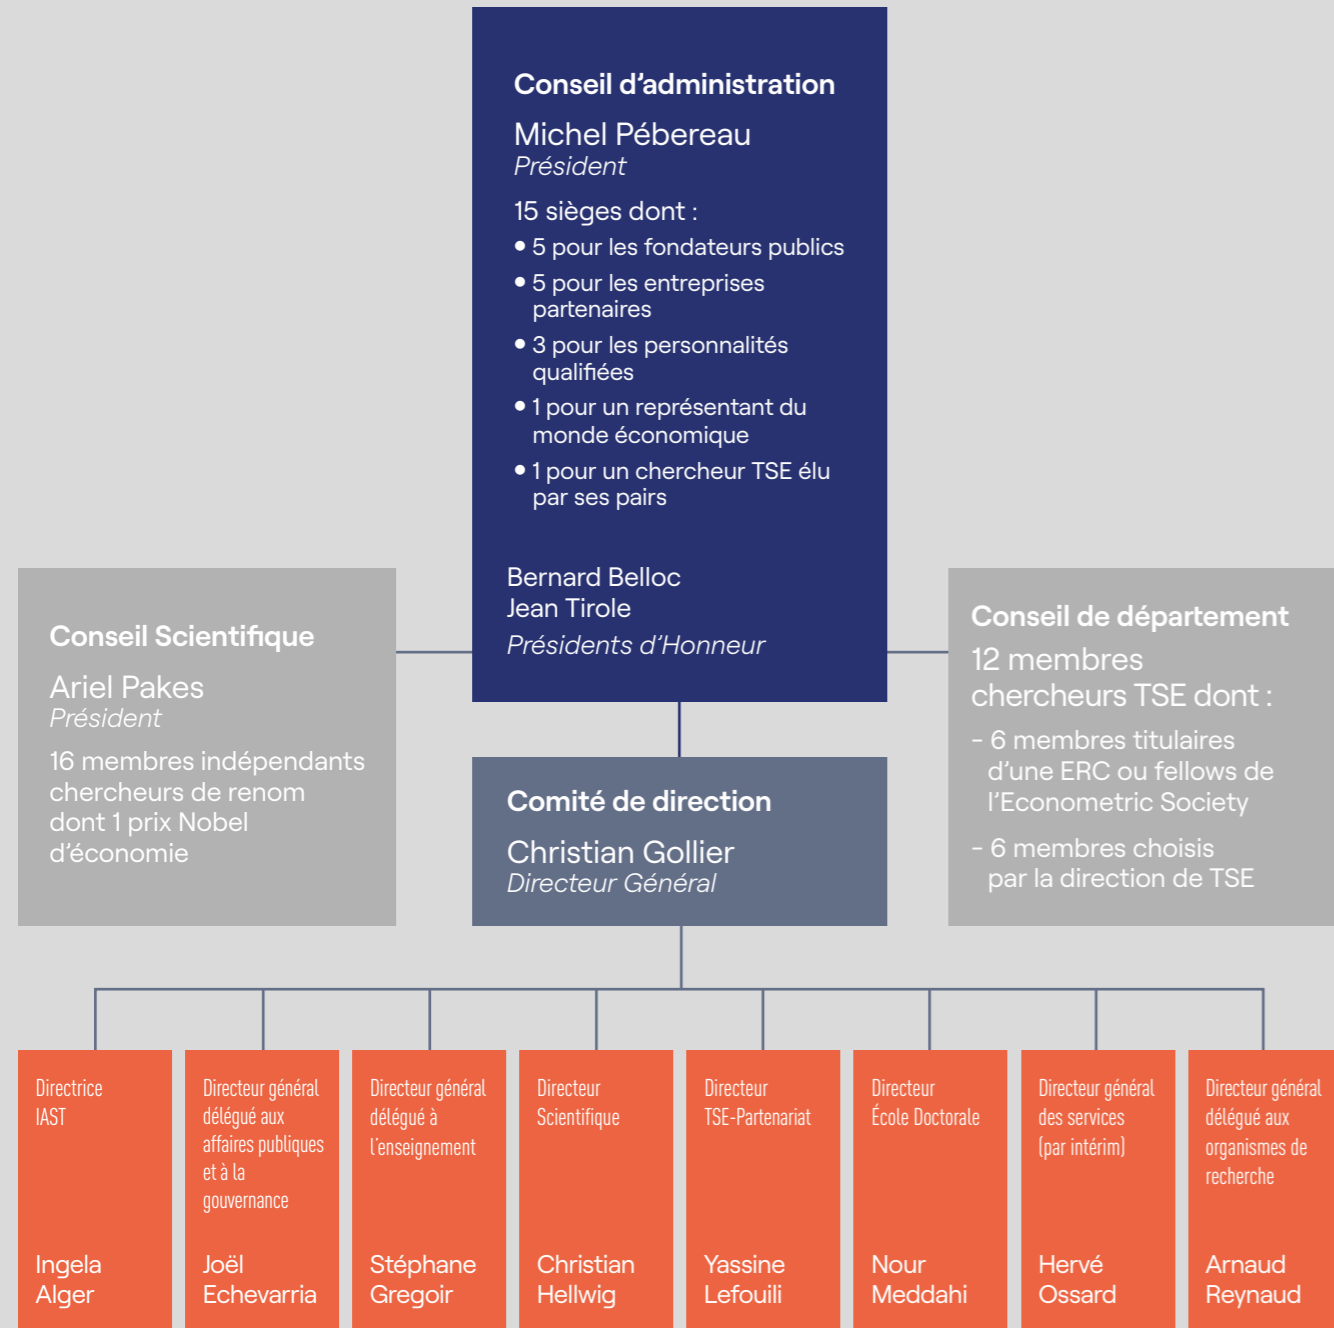 Conseil d'administration
Michel Pébereau
Président
15 sièges dont :
• 5 pour les fondateurs publics
• 5 pour les entreprises
partenaires
• 3 pour les personnalités
qualifiées
• 1 pour un représentant du
monde économique
• 1 pour un chercheur TSE élu
par ses pairs
Bernard Belloc
Jean Tirole
Présidents d'Honneur
Conseil Scientifique
Ariel Pakes
Président
16 membres indépendants
chercheurs de renom
dont 1 prix Nobel
d'économie
Conseil de département
12 membres
chercheurs TSE dont :
- 6 membres titulaires
d'une ERC ou fellows de
l'Econometric Society
- 6 membres choisis
par la direction de TSE
Comité de direction
Christian Gollier
Directeur Général
Directrice
IAST
Ingela
Alger
Directeur général
délégué aux
affaires publiques
et à la
gouvernance
Joël
Echevarria
Directeur général
délégué à
l'enseignement
Stéphane
Gregoir
Directeur
Scientifique
Christian
Hellwig
Directeur
TSE-Partenariat
Yassine
Lefouili
Directeur
École Doctorale
Nour
Meddahi
Directeur général
des services
(par intérim)
Hervé
Ossard
Directeur général
délégué aux
organismes de
recherche
Arnaud
Reynaud